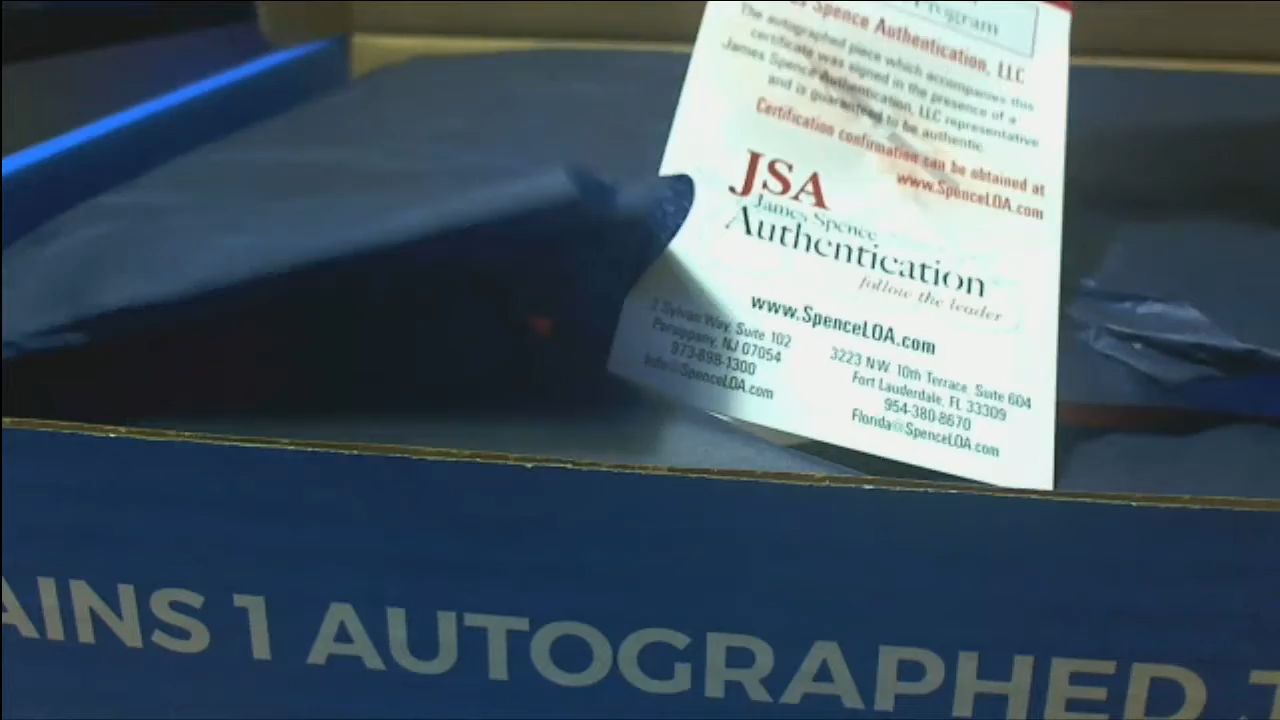 Program
Spence Authentication, LLC
The autographed piece which accompanies this
certificate was signed in the presence of a
James Spence Authentication, LLC representative
and is guaranteed to be authentic.
Certification confirmation can be obtained at
www.SpenceLOA.com
JSA
James Spence
Authentication
follow the leader
www.SpenceLOA.com
Sylvan Way, Suite 102
Parsippany, NJ 07054
973-898-1300
info@SpenceLOA.com
3223 NW 10th Terrace, Suite 604
Fort Lauderdale, FL 33309
954-380-8670
Florida@SpenceLOA.com
AINS 1 AUTOGRAPHED